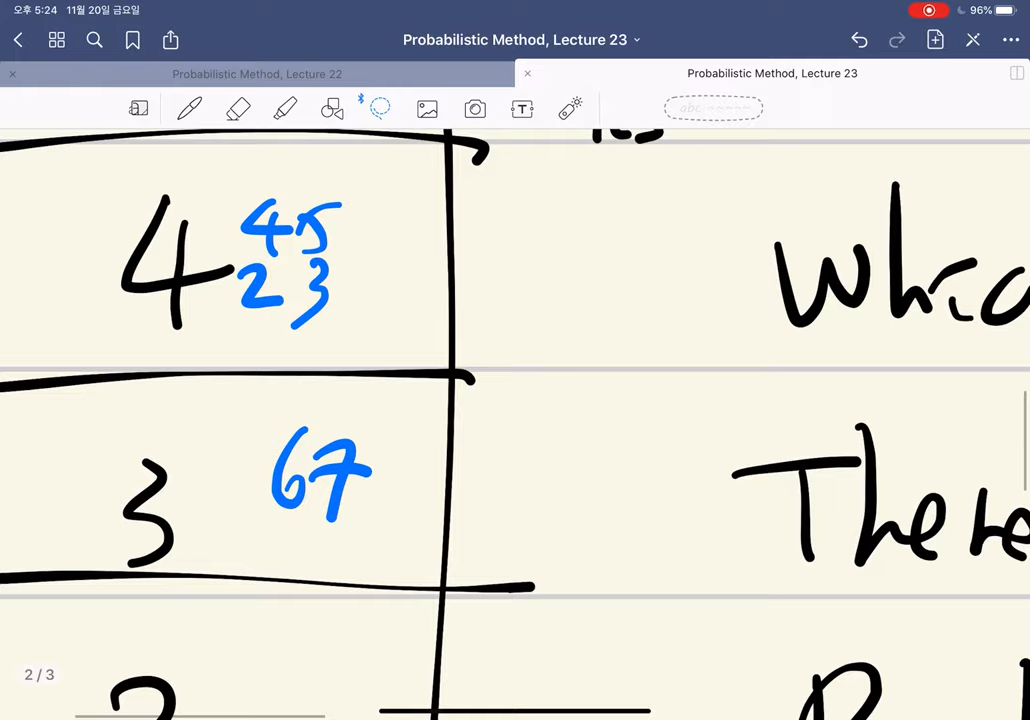 오후 5:24 11월 20일 금요일 96%
Probabilistic Method, Lecture 23
Probabilistic Method, Lecture 22
Probabilistic Method, Lecture 23
4 45
23
3 67
There
2 / 3